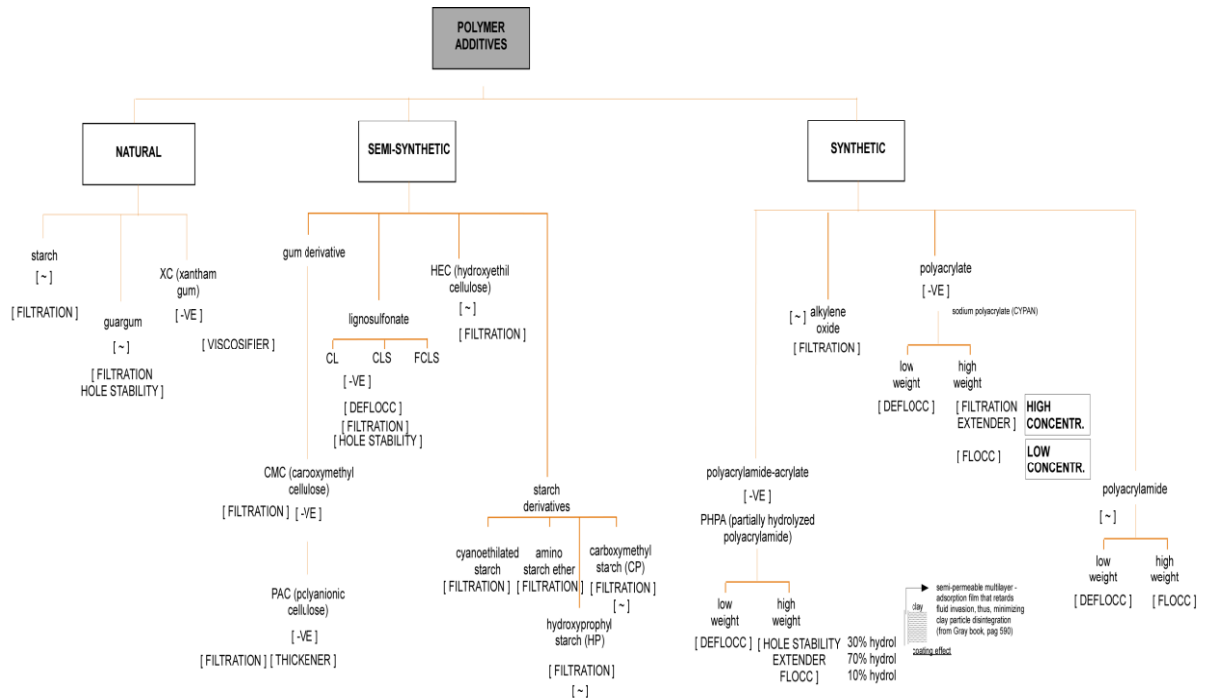 POLYMER
ADDITIVES
NATURAL
SEMI-SYNTHETIC
SYNTHETIC
starch
[ ~ ]
[ FILTRATION ]
guargum
[ ~ ]
[ FILTRATION
HOLE STABILITY ]
XC (xantham
gum)
[ -VE ]
[ VISCOSIFIER ]
gum derivative
CMC (carboxymethyl
cellulose)
[ FILTRATION ] [ -VE ]
PAC (polyanionic
cellulose)
[ -VE ]
[ FILTRATION ] [ THICKENER ]
lignosulfonate
CL CLS FCLS
[ -VE ]
[ DEFLOCC ]
[ FILTRATION ]
[ HOLE STABILITY ]
HEC (hydroxyethil
cellulose)
[ ~ ]
[ FILTRATION ]
starch
derivatives
cyanoethilated
starch
[ FILTRATION ]
amino
starch ether
[ FILTRATION ]
carboxymethyl
starch (CP)
[ FILTRATION ]
[ ~ ]
hydroxyprophyl
starch (HP)
[ FILTRATION ]
[ ~ ]
polyacrylamide-acrylate
[ -VE ]
PHPA (partially hydrolyzed
polyacrylamide)
low
weight
[ DEFLOCC ]
high
weight
[ HOLE STABILITY 30% hydrol
EXTENDER 70% hydrol
FLOCC ] 10% hydrol
clay
coating effect
semi-permeable multilayer -
adsorption film that retards
fluid invasion, thus, minimizing
clay particle disintegration
(from Gray book, pag 590)
[ ~ ] alkylene
oxide
[ FILTRATION ]
polyacrylate
[ -VE ]
sodium polyacrylate (CYPAN)
low
weight
[ DEFLOCC ]
high
weight
[ FILTRATION
EXTENDER ]
HIGH
CONCENTR.
[ FLOCC ]
LOW
CONCENTR.
polyacrylamide
[ ~ ]
low
weight
[ DEFLOCC ]
high
weight
[ FLOCC ]